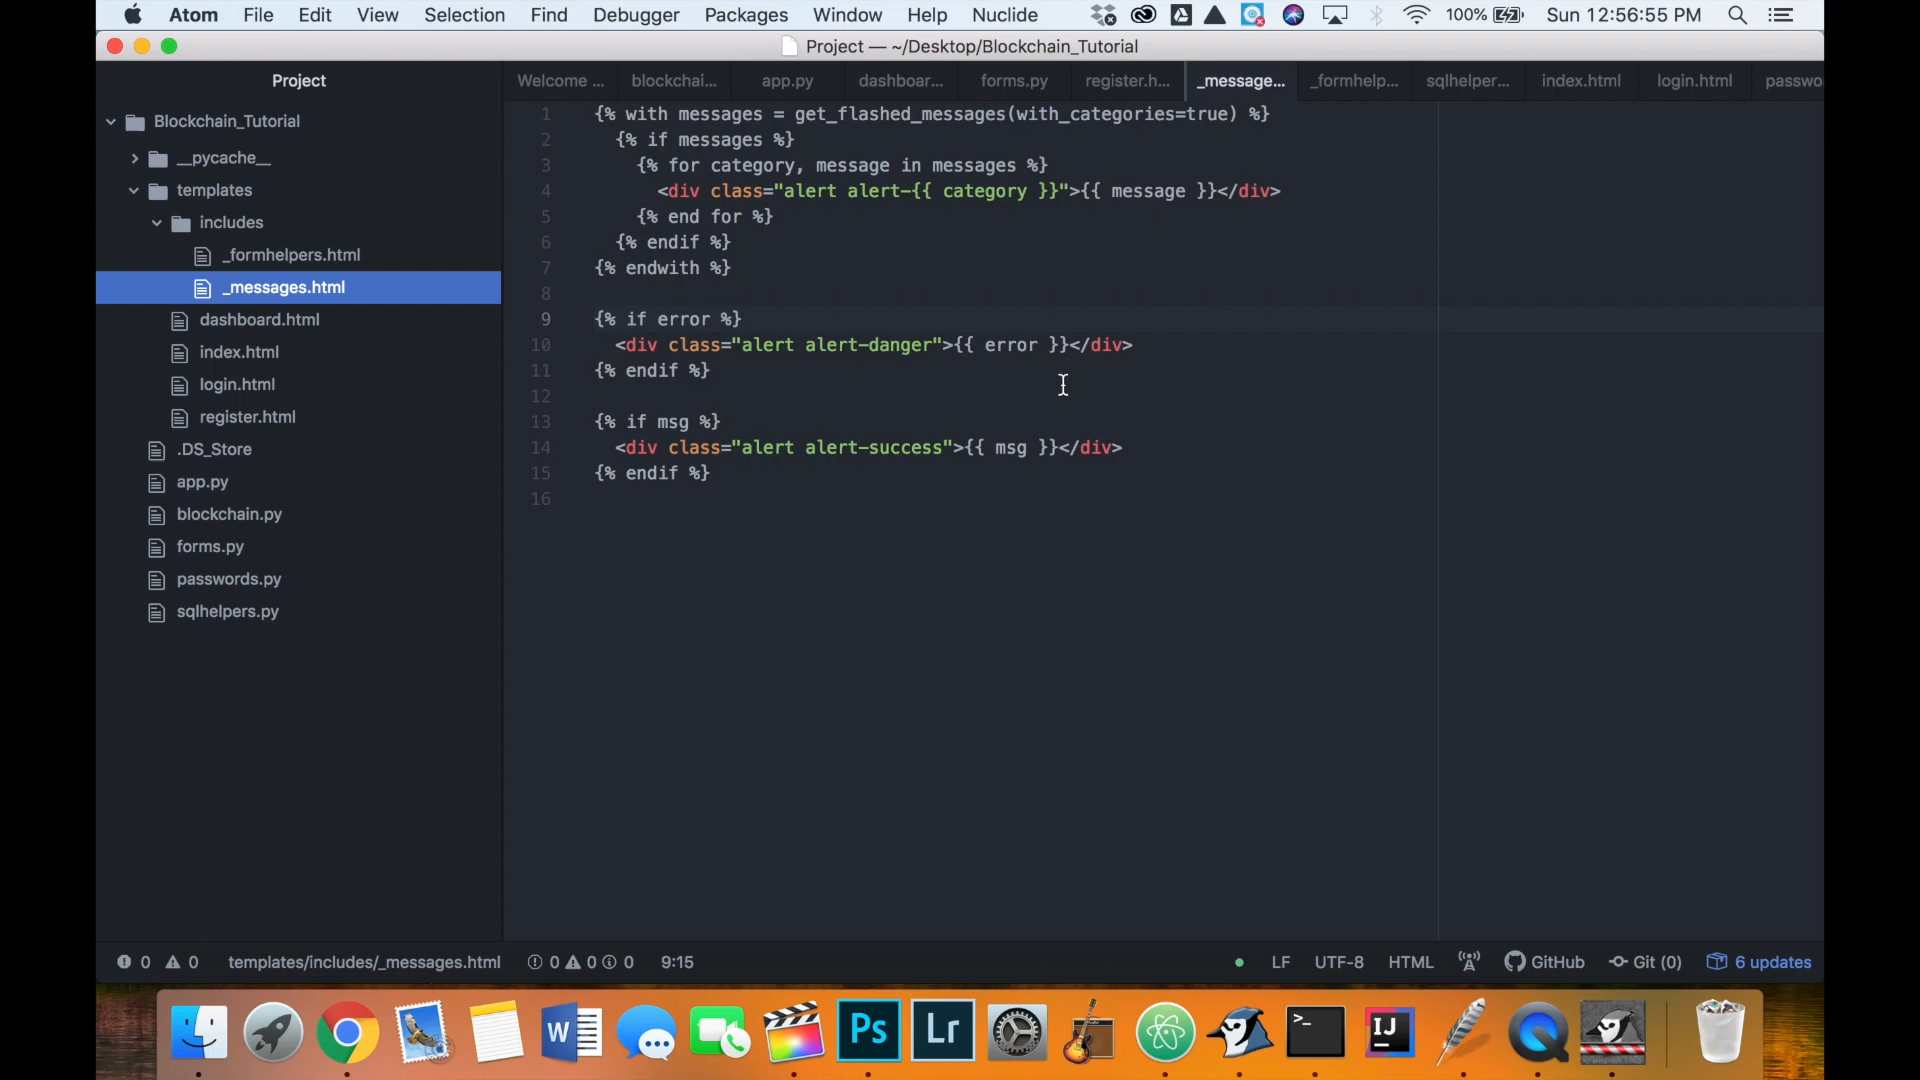 Atom File Edit View Selection Find Debugger Packages Window Help Nuclide 100% Sun 12:56:55 PM
Project — ~/Desktop/Blockchain_Tutorial
Project
Welcome ... blockchai... app.py dashboar... forms.py register.h... _message... _formhelp... sqlhelper... index.html login.html passwo
Blockchain_Tutorial
__pycache__
templates
includes
_formhelpers.html
_messages.html
dashboard.html
index.html
login.html
register.html
.DS_Store
app.py
blockchain.py
forms.py
passwords.py
sqlhelpers.py
1 {% with messages = get_flashed_messages(with_categories=true) %}
2 {% if messages %}
3 {% for category, message in messages %}
4 <div class="alert alert-{{ category }}">{{ message }}</div>
5 {% end for %}
6 {% endif %}
7 {% endwith %}
8
9 {% if error %}
10 <div class="alert alert-danger">{{ error }}</div>
11 {% endif %}
12
13 {% if msg %}
14 <div class="alert alert-success">{{ msg }}</div>
15 {% endif %}
16
0 0 templates/includes/_messages.html 0 0 0 9:15 LF UTF-8 HTML GitHub Git (0) 6 updates
W Ps Lr >_ IJ